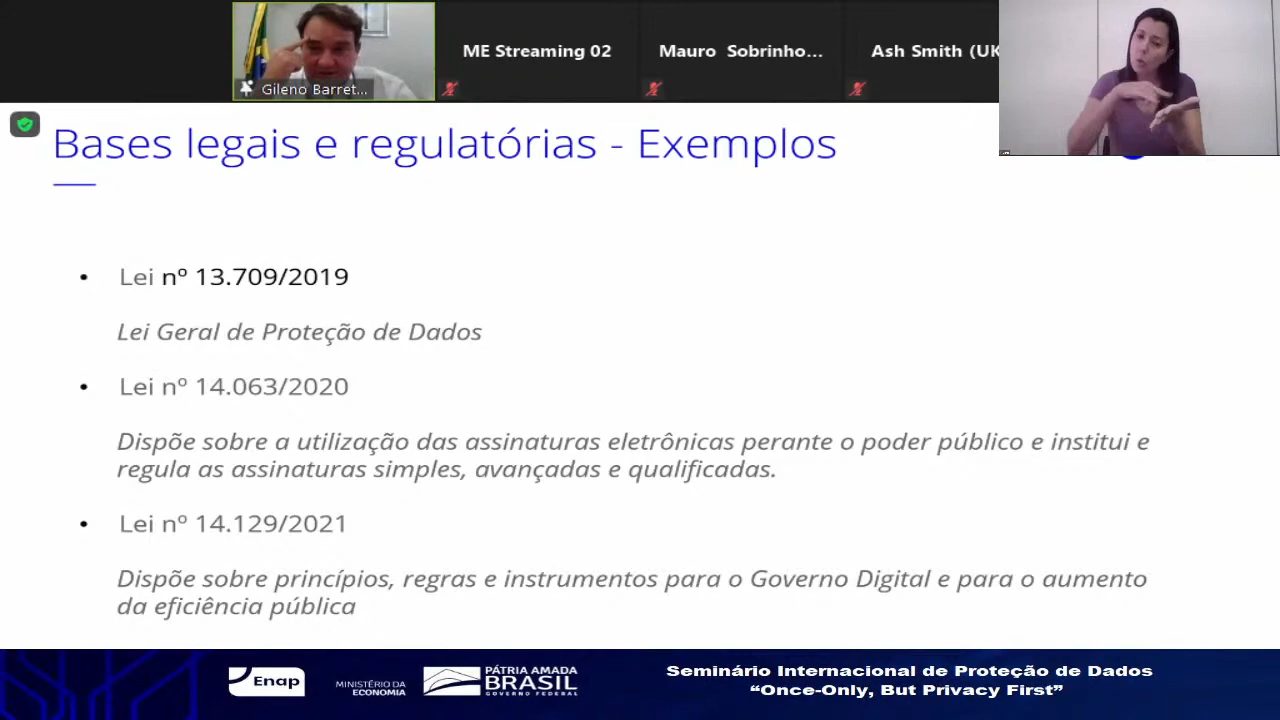 ME Streaming 02
Mauro Sobrinho...
Ash Smith (UK
Gileno Barret...
Bases legais e regulatórias - Exemplos
• Lei nº 13.709/2019
Lei Geral de Proteção de Dados
• Lei nº 14.063/2020
Dispõe sobre a utilização das assinaturas eletrônicas perante o poder público e institui e
regula as assinaturas simples, avançadas e qualificadas.
• Lei nº 14.129/2021
Dispõe sobre princípios, regras e instrumentos para o Governo Digital e para o aumento
da eficiência pública
Enap
MINISTÉRIO DA
ECONOMIA
PÁTRIA AMADA
BRASIL
GOVERNO FEDERAL
Seminário Internacional de Proteção de Dados
“Once-Only, But Privacy First”